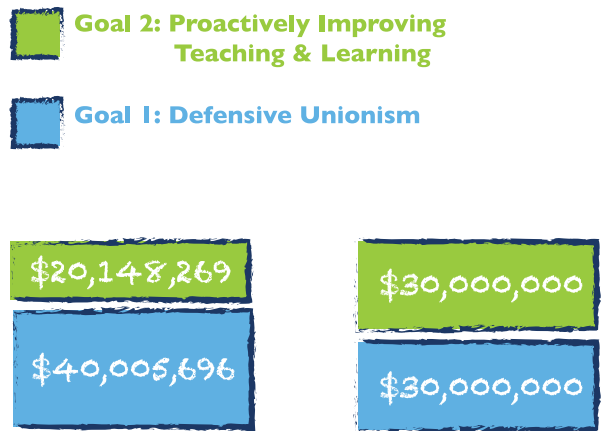 Goal 2: Proactively Improving
Teaching & Learning
Goal 1: Defensive Unionism
$20,148,269
$30,000,000
$40,005,696
$30,000,000